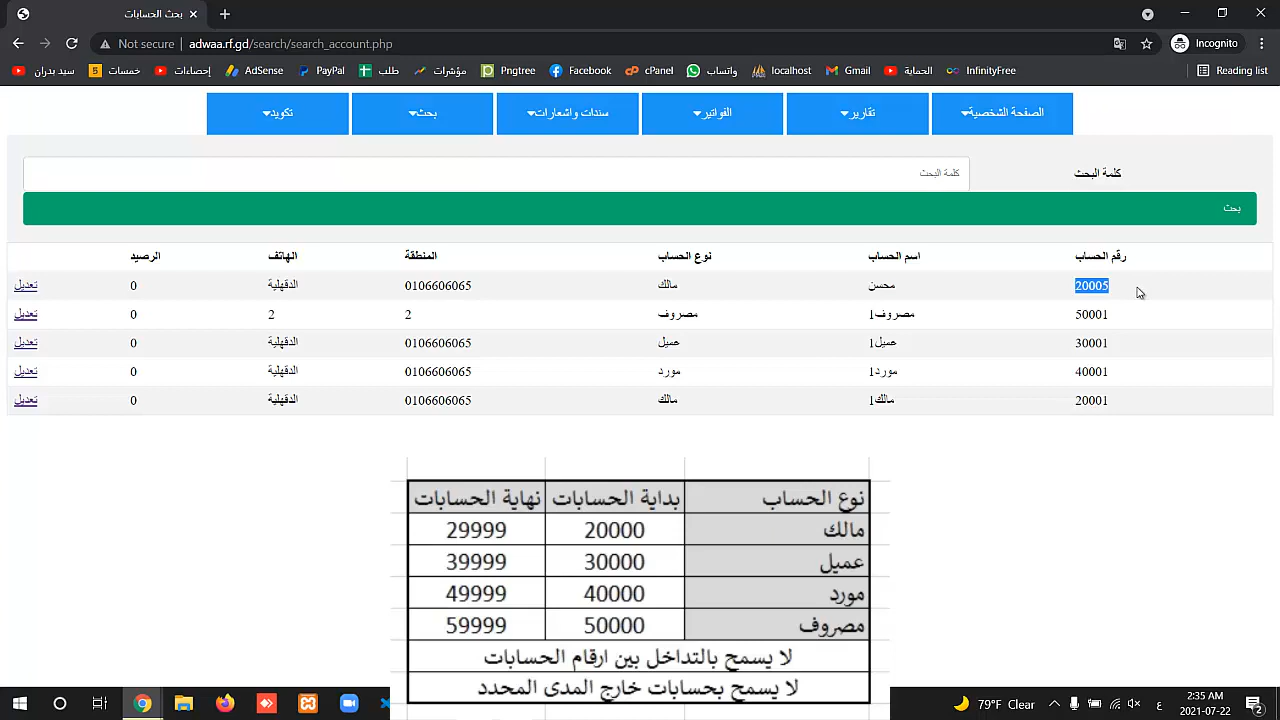 بحث الحسابات
Not secure | adwaa.rf.gd/search/search_account.php
Incognito
سيد بدران خمسات إحصاءات AdSense PayPal طلب مؤشرات Pngtree Facebook cPanel واتساب localhost Gmail الحماية InfinityFree Reading list
الصفحة الشخصية تقارير الفواتير سندات واشعارات بحث تكويد
كلمة البحث كلمة البحث
بحث
رقم الحساب اسم الحساب نوع الحساب المنطقة الهاتف الرصيد
20005 محسن مالك 0106606065 الدقهلية 0 تعديل
50001 مصروف1 مصروف 2 2 0 تعديل
30001 عميل1 عميل 0106606065 الدقهلية 0 تعديل
40001 مورد1 مورد 0106606065 الدقهلية 0 تعديل
20001 مالك1 مالك 0106606065 الدقهلية 0 تعديل
نوع الحساب بداية الحسابات نهاية الحسابات
مالك 20000 29999
عميل 30000 39999
مورد 40000 49999
مصروف 50000 59999
لا يسمح بالتداخل بين ارقام الحسابات
لا يسمح بحسابات خارج المدى المحدد
79°F Clear ع 2:35 AM
2021-07-22 2